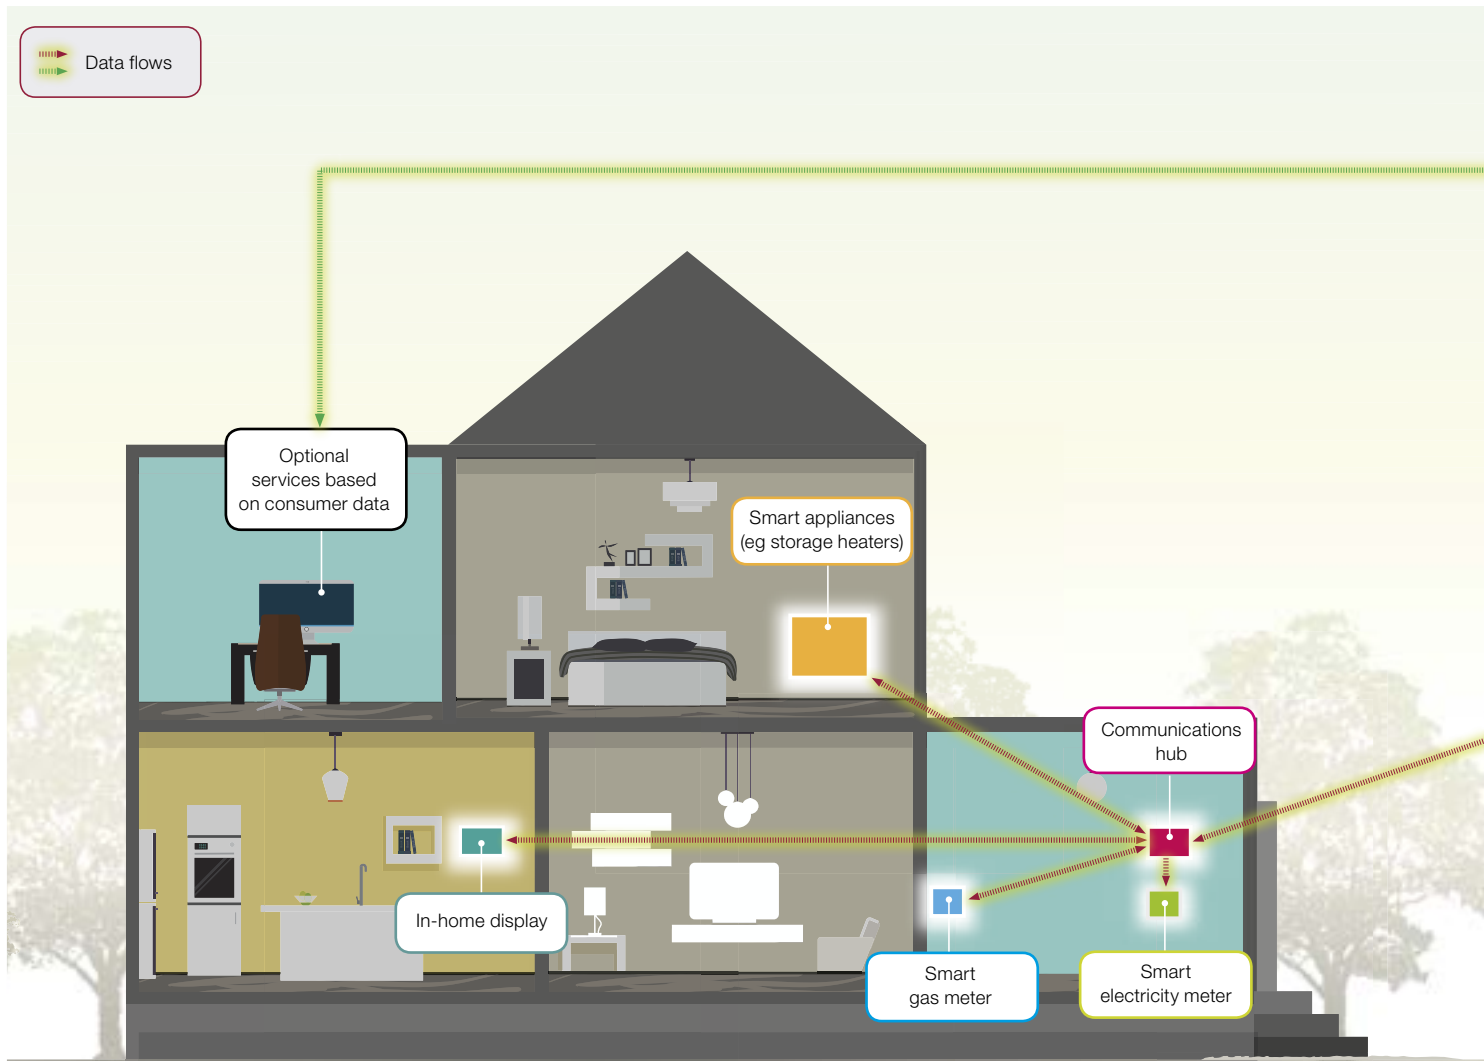 Data flows
Optional
services based
on consumer data
Smart appliances
(eg storage heaters)
Communications
hub
In-home display
Smart
gas meter
Smart
electricity meter